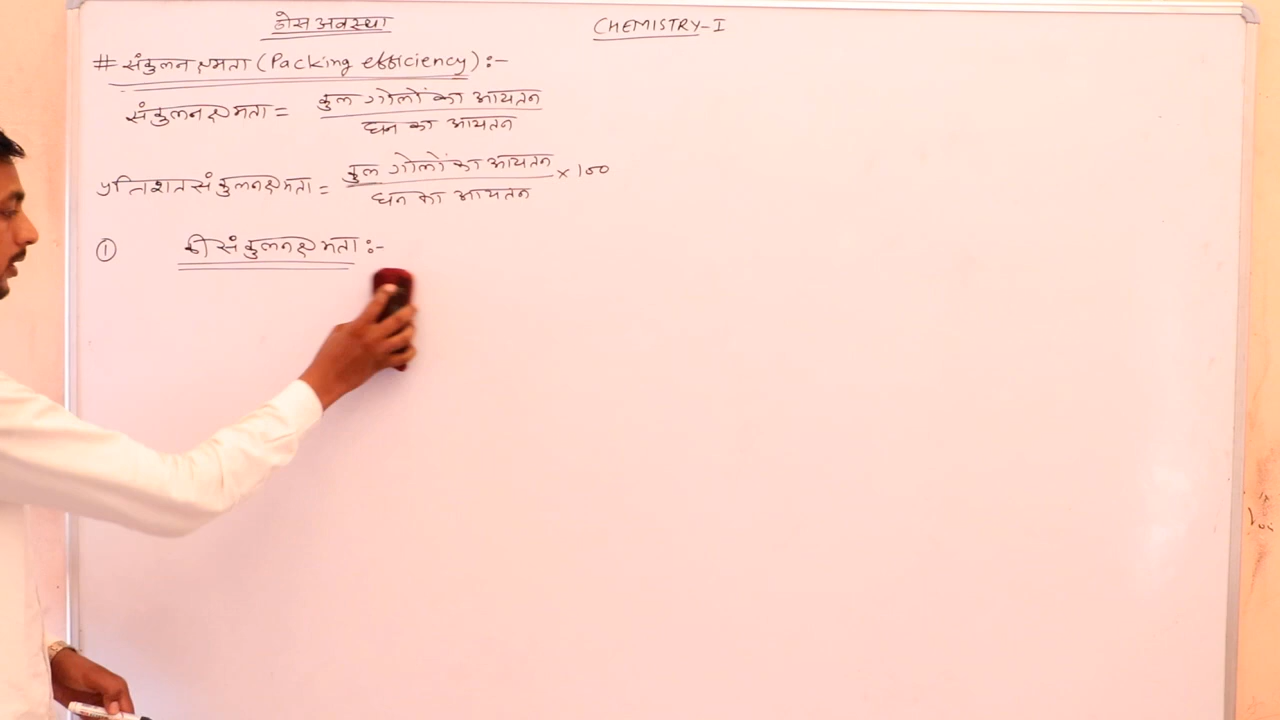 ठोस अवस्था
CHEMISTRY-I
# संकुलन क्षमता (Packing efficiency) :-
संकुलन क्षमता = कुल गोलों का आयतन / घन का आयतन
प्रतिशत संकुलन क्षमता = कुल गोलों का आयतन / घन का आयतन × 100
① की संकुलन क्षमता :-